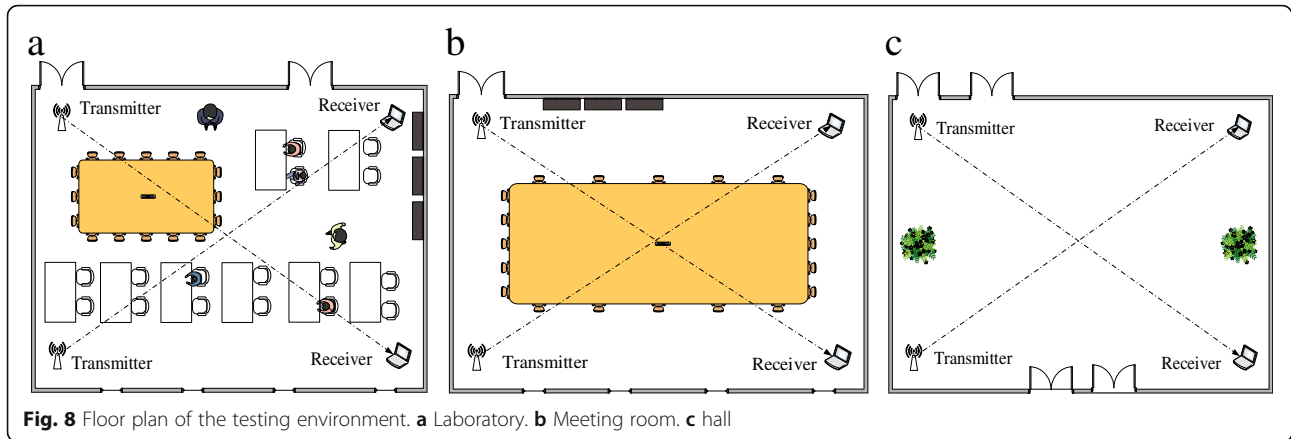 a
b
c
Transmitter
Receiver
Transmitter
Receiver
Transmitter
Receiver
Transmitter
Receiver
Transmitter
Receiver
Transmitter
Receiver
Fig. 8 Floor plan of the testing environment. a Laboratory. b Meeting room. c hall